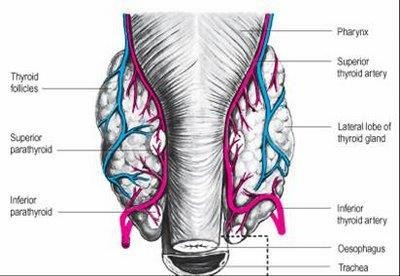 Thyroid
follicles
Superior
parathyroid
Inferior
parathyroid
Pharynx
Superior
thyroid artery
Lateral lobe of
thyroid gland
Inferior
thyroid artery
Oesophagus
Trachea